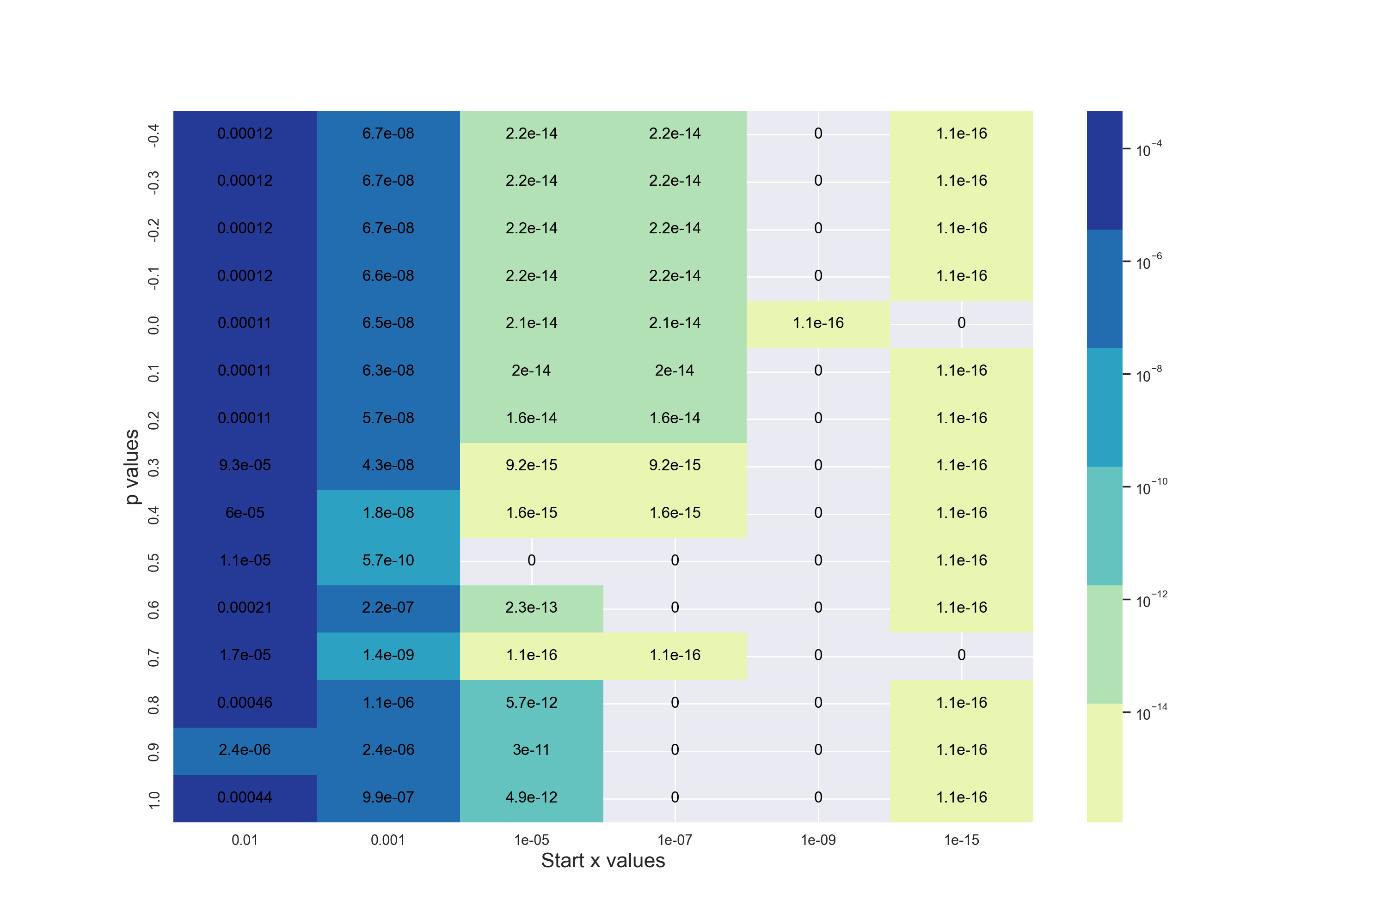 -0.4 0.00012 6.7e-08 2.2e-14 2.2e-14 0 1.1e-16
-0.3 0.00012 6.7e-08 2.2e-14 2.2e-14 0 1.1e-16
-0.2 0.00012 6.7e-08 2.2e-14 2.2e-14 0 1.1e-16
-0.1 0.00012 6.6e-08 2.2e-14 2.2e-14 0 1.1e-16
0.0 0.00011 6.5e-08 2.1e-14 2.1e-14 1.1e-16 0
0.1 0.00011 6.3e-08 2e-14 2e-14 0 1.1e-16
0.2 0.00011 5.7e-08 1.6e-14 1.6e-14 0 1.1e-16
0.3 9.3e-05 4.3e-08 9.2e-15 9.2e-15 0 1.1e-16
0.4 6e-05 1.8e-08 1.6e-15 1.6e-15 0 1.1e-16
0.5 1.1e-05 5.7e-10 0 0 0 1.1e-16
0.6 0.00021 2.2e-07 2.3e-13 0 0 1.1e-16
0.7 1.7e-05 1.4e-09 1.1e-16 1.1e-16 0 0
0.8 0.00046 1.1e-06 5.7e-12 0 0 1.1e-16
0.9 2.4e-06 2.4e-06 3e-11 0 0 1.1e-16
1.0 0.00044 9.9e-07 4.9e-12 0 0 1.1e-16
p values
0.01 0.001 1e-05 1e-07 1e-09 1e-15
Start x values
10⁻⁴
10⁻⁶
10⁻⁸
10⁻¹⁰
10⁻¹²
10⁻¹⁴